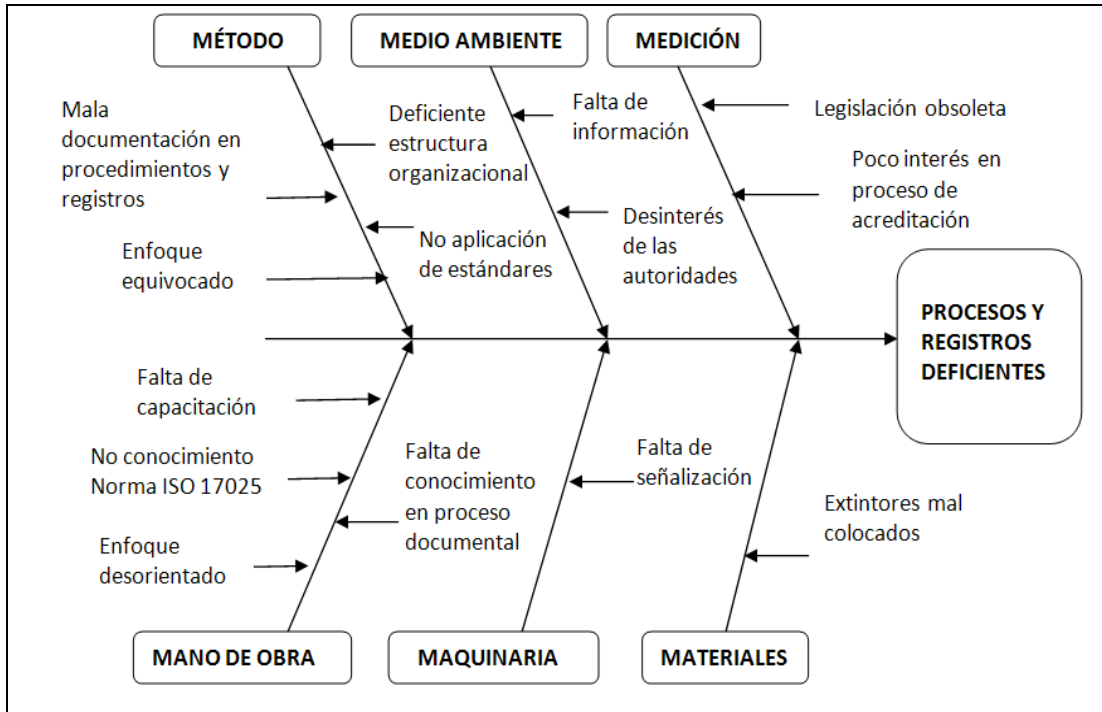 MÉTODO
MEDIO AMBIENTE
MEDICIÓN
Mala
documentación en
procedimientos y
registros
Enfoque
equivocado
Deficiente
estructura
organizacional
No aplicación
de estándares
Falta de
información
Desinterés
de las
autoridades
Legislación obsoleta
Poco interés en
proceso de
acreditación
PROCESOS Y
REGISTROS
DEFICIENTES
Falta de
capacitación
No conocimiento
Norma ISO 17025
Enfoque
desorientado
Falta de
conocimiento
en proceso
documental
Falta de
señalización
Extintores mal
colocados
MANO DE OBRA
MAQUINARIA
MATERIALES